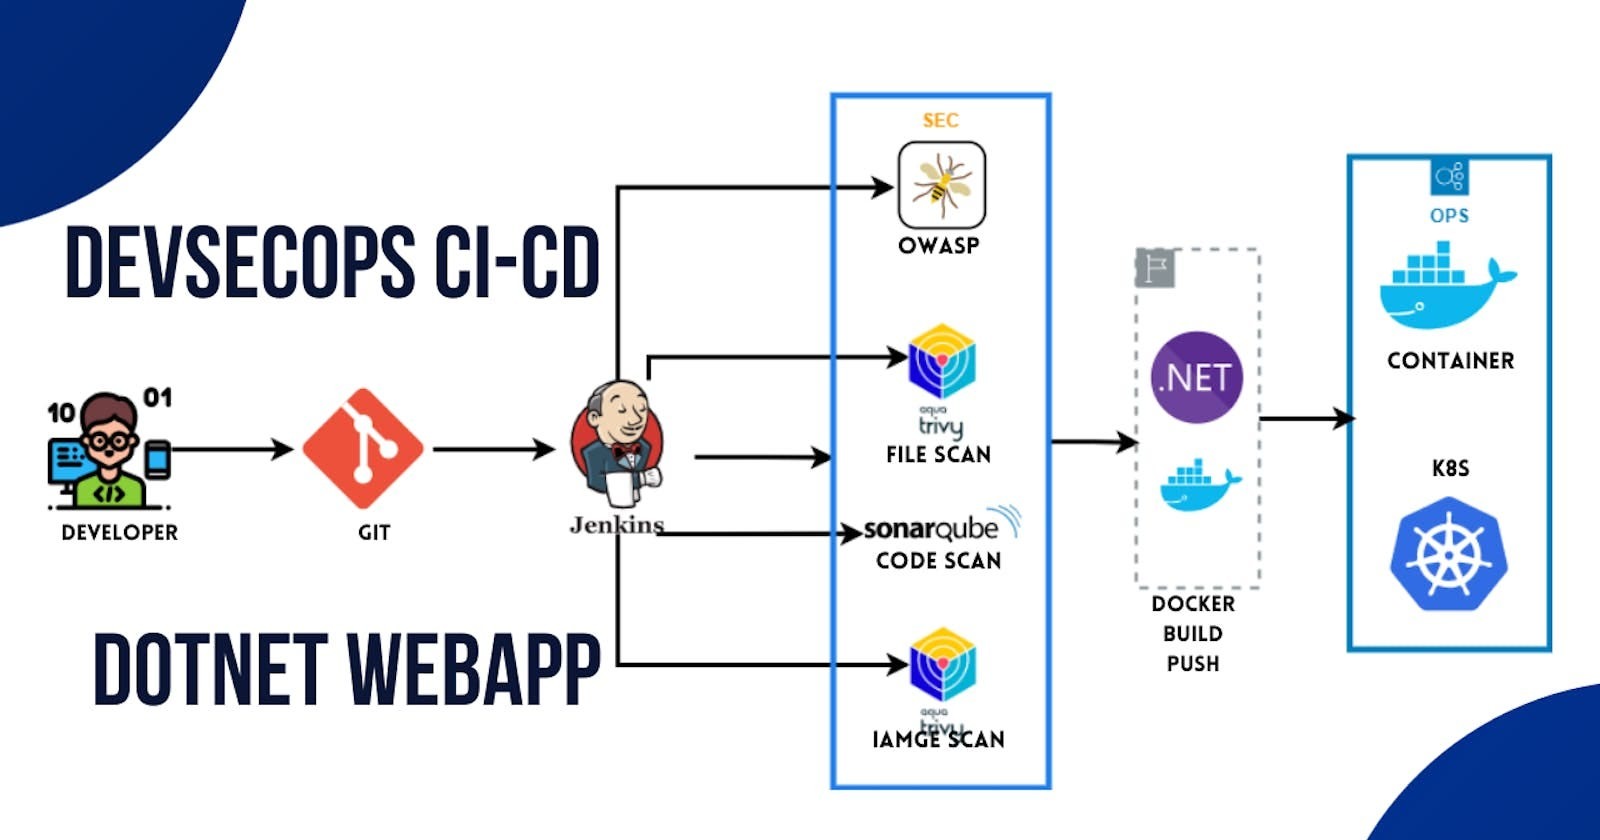 DEVSECOPS CI-CD
DOTNET WEBAPP
10 01
</>
DEVELOPER
GIT
Jenkins
SEC
OWASP
aqua
trivy
FILE SCAN
sonarqube
CODE SCAN
aqua
trivy
IAMGE SCAN
.NET
DOCKER
BUILD
PUSH
OPS
CONTAINER
K8S